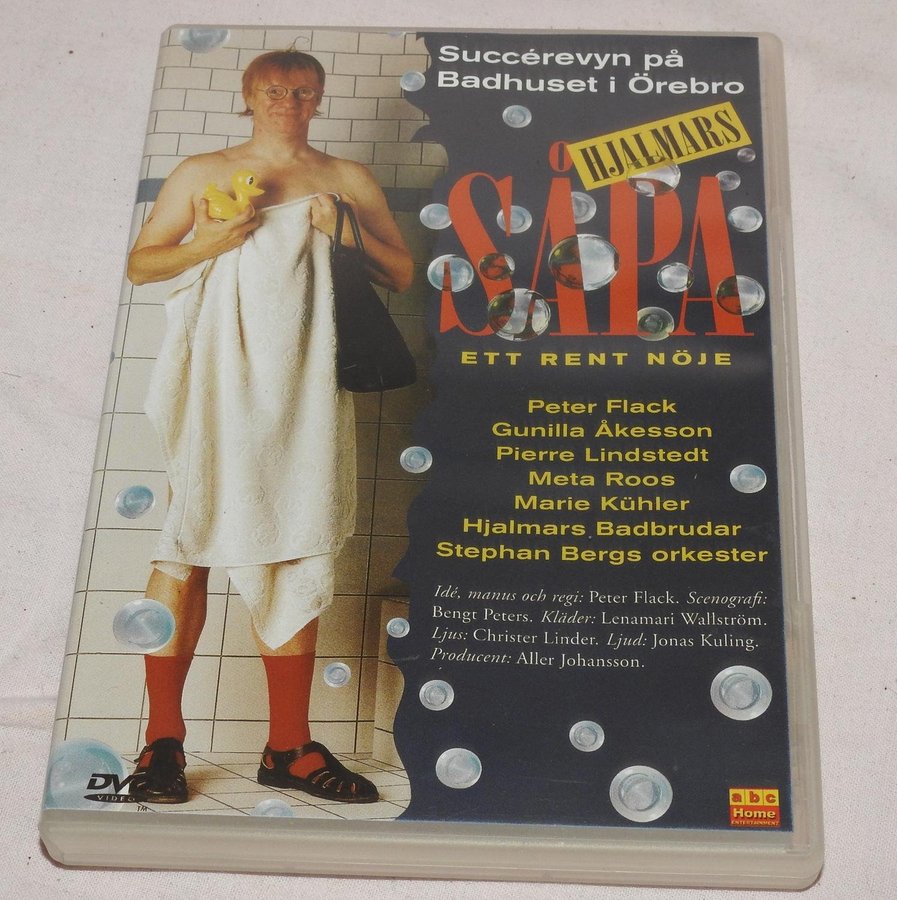 Succérevyn på
Badhuset i Örebro
HJALMARS
SÅPA
ETT RENT NÖJE
Peter Flack
Gunilla Åkesson
Pierre Lindstedt
Meta Roos
Marie Kühler
Hjalmars Badbrudar
Stephan Bergs orkester
Idé, manus och regi: Peter Flack. Scenografi:
Bengt Peters. Kläder: Lenamari Wallström.
Ljus: Christer Linder. Ljud: Jonas Kuling.
Producent: Aller Johansson.
DVD
VIDEO
TM
abc
Home
ENTERTAINMENT